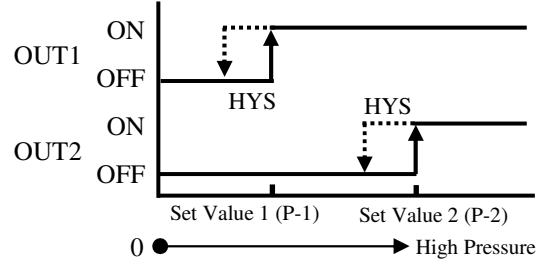 ON
OUT1
OFF
HYS
HYS
ON
OUT2
OFF
Set Value 1 (P-1) Set Value 2 (P-2)
0 High Pressure